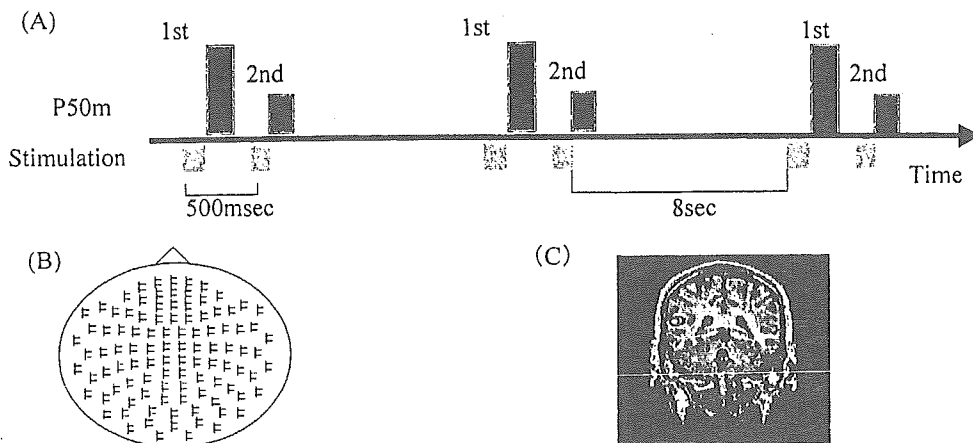 (A)
1st 1st 1st
2nd 2nd 2nd
P50m
Stimulation
Time
500msec 8sec
(B) (C)